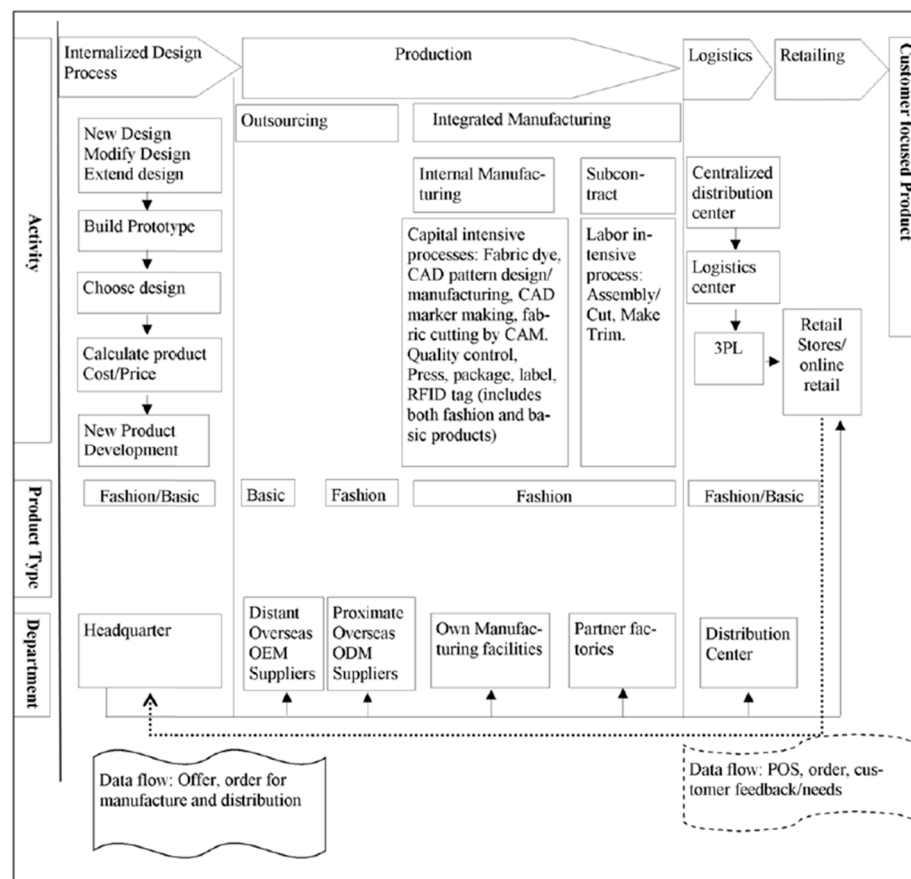 Internalized Design
Process
Production
Logistics
Retailing
Customer focused Product
Activity
Outsourcing
Integrated Manufacturing
New Design
Modify Design
Extend design
Build Prototype
Choose design
Calculate product
Cost/Price
New Product
Development
Internal Manufac-
turing
Capital intensive
processes: Fabric dye,
CAD pattern design/
manufacturing, CAD
marker making, fab-
ric cutting by CAM.
Quality control,
Press, package, label,
RFID tag (includes
both fashion and ba-
sic products)
Subcon-
tract
Labor in-
tensive
process:
Assembly/
Cut, Make
Trim.
Centralized
distribution
center
Logistics
center
3PL
Retail
Stores/
online
retail
Product Type
Fashion/Basic
Basic
Fashion
Fashion
Fashion/Basic
Department
Headquarter
Distant
Overseas
OEM
Suppliers
Proximate
Overseas
ODM
Suppliers
Own Manufac-
turing facilities
Partner fac-
tories
Distribution
Center
Data flow: Offer, order for
manufacture and distribution
Data flow: POS, order, cus-
tomer feedback/needs